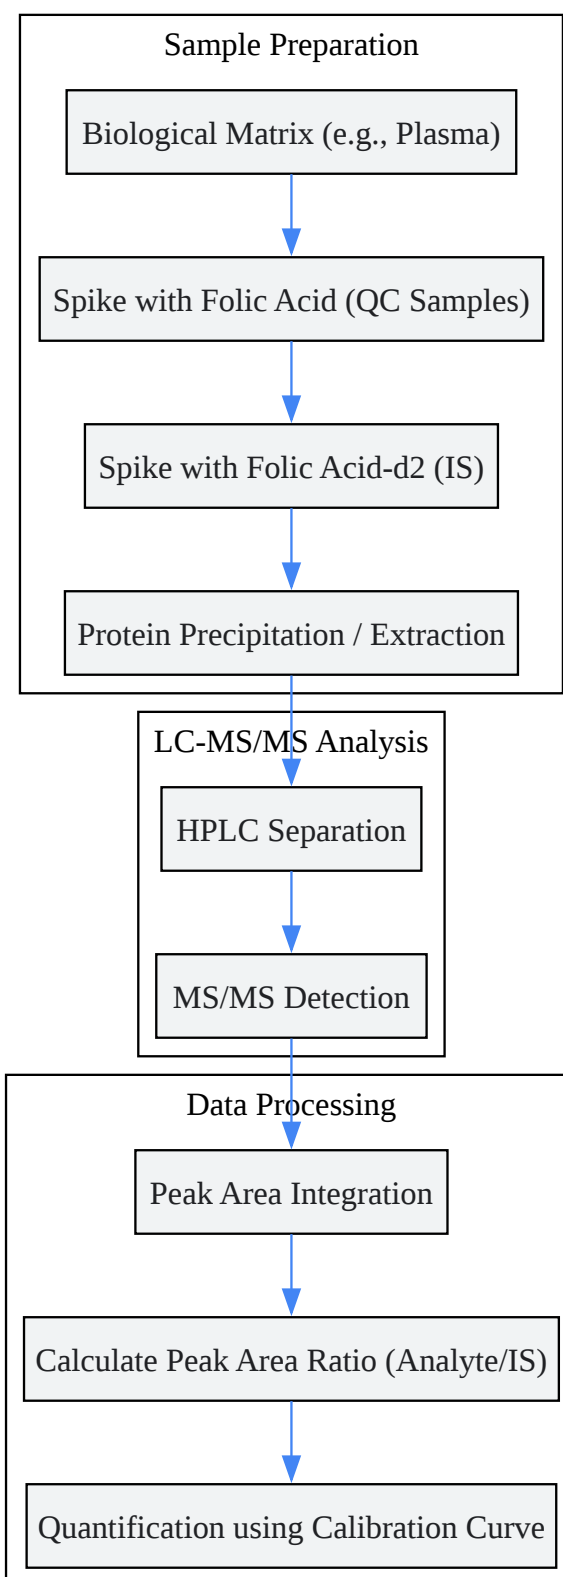 Sample Preparation
Biological Matrix (e.g., Plasma)
Spike with Folic Acid (QC Samples)
Spike with Folic Acid-d2 (IS)
Protein Precipitation / Extraction
LC-MS/MS Analysis
HPLC Separation
MS/MS Detection
Data Processing
Peak Area Integration
Calculate Peak Area Ratio (Analyte/IS)
Quantification using Calibration Curve